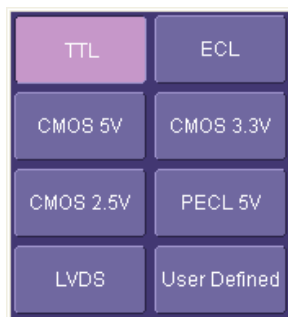 TTL
ECL
CMOS 5V
CMOS 3.3V
CMOS 2.5V
PECL 5V
LVDS
User Defined